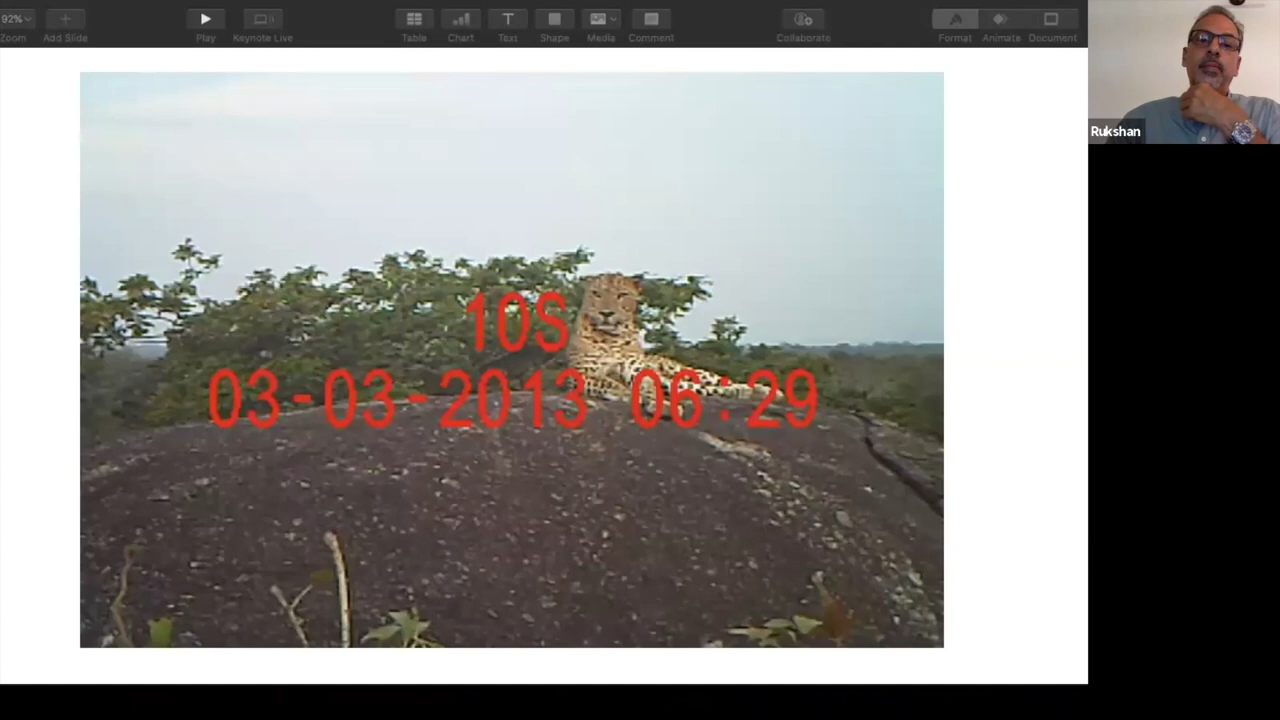 92%
Zoom
Add Slide
Play
Keynote Live
Table
Chart
Text
Shape
Media
Comment
Collaborate
Format
Animate
Document
Rukshan
10S
03-03-2013 06:29